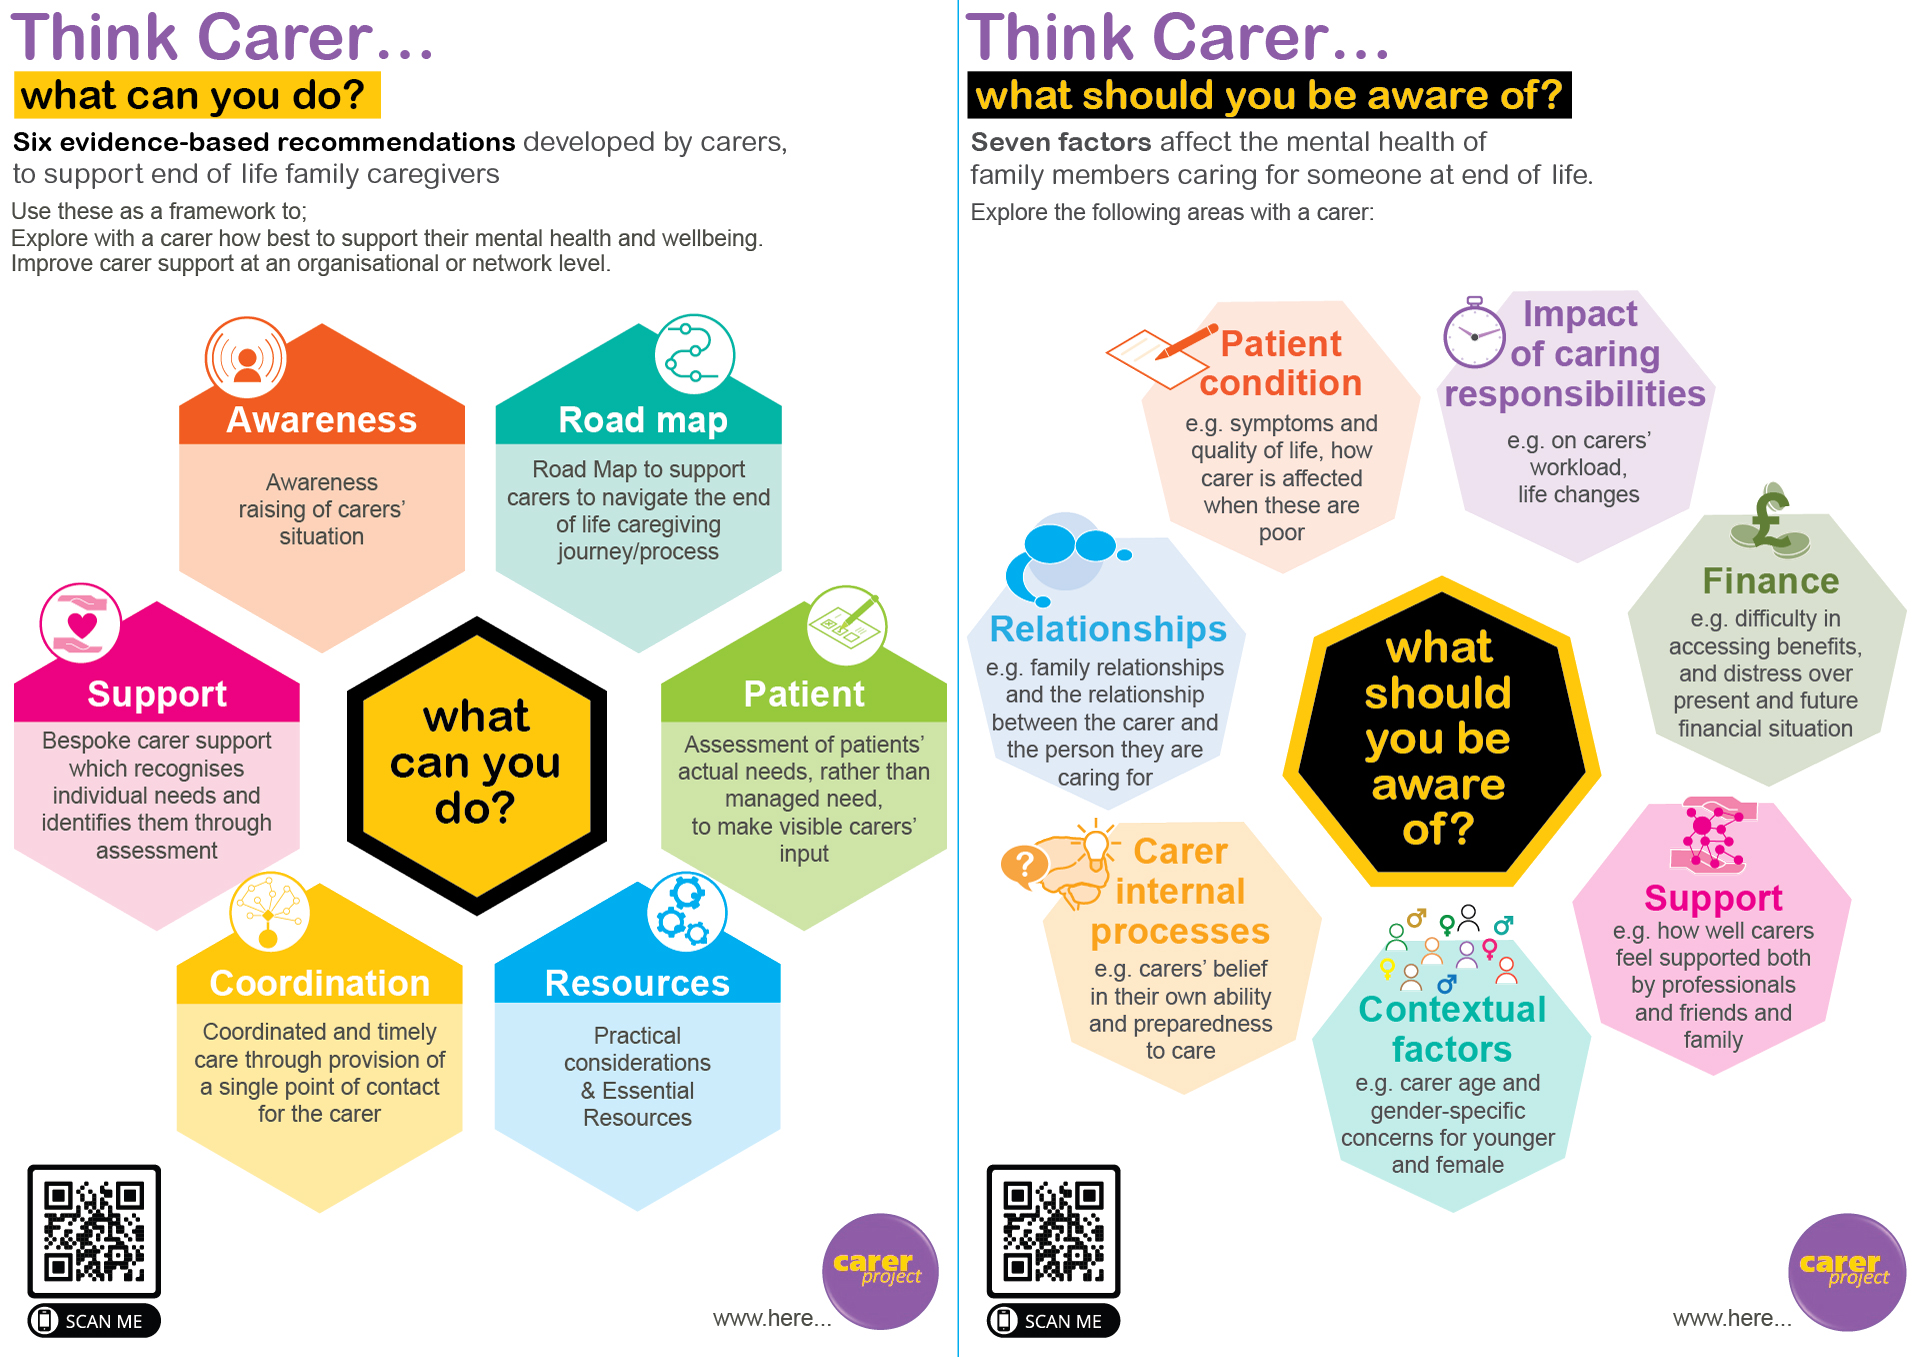 Think Carer...
what can you do?
Six evidence-based recommendations developed by carers,
to support end of life family caregivers
Use these as a framework to;
Explore with a carer how best to support their mental health and wellbeing.
Improve carer support at an organisational or network level.
Awareness
Awareness
raising of carers’
situation
Road map
Road Map to support
carers to navigate the end
of life caregiving
journey/process
Support
Bespoke carer support
which recognises
individual needs and
identifies them through
assessment
what
can you
do?
Patient
Assessment of patients’
actual needs, rather than
managed need,
to make visible carers’
input
Coordination
Coordinated and timely
care through provision of
a single point of contact
for the carer
Resources
Practical
considerations
& Essential
Resources
SCAN ME
www.here...
carer
project
Think Carer...
what should you be aware of?
Seven factors affect the mental health of
family members caring for someone at end of life.
Explore the following areas with a carer:
Patient
condition
e.g. symptoms and
quality of life, how
carer is affected
when these are
poor
Impact
of caring
responsibilities
e.g. on carers’
workload,
life changes
£
Finance
e.g. difficulty in
accessing benefits,
and distress over
present and future
financial situation
Relationships
e.g. family relationships
and the relationship
between the carer and
the person they are
caring for
what
should
you be
aware
of?
?
Carer
internal
processes
e.g. carers’ belief
in their own ability
and preparedness
to care
Support
e.g. how well carers
feel supported both
by professionals
and friends and
family
Contextual
factors
e.g. carer age and
gender-specific
concerns for younger
and female
SCAN ME
www.here...
carer
project